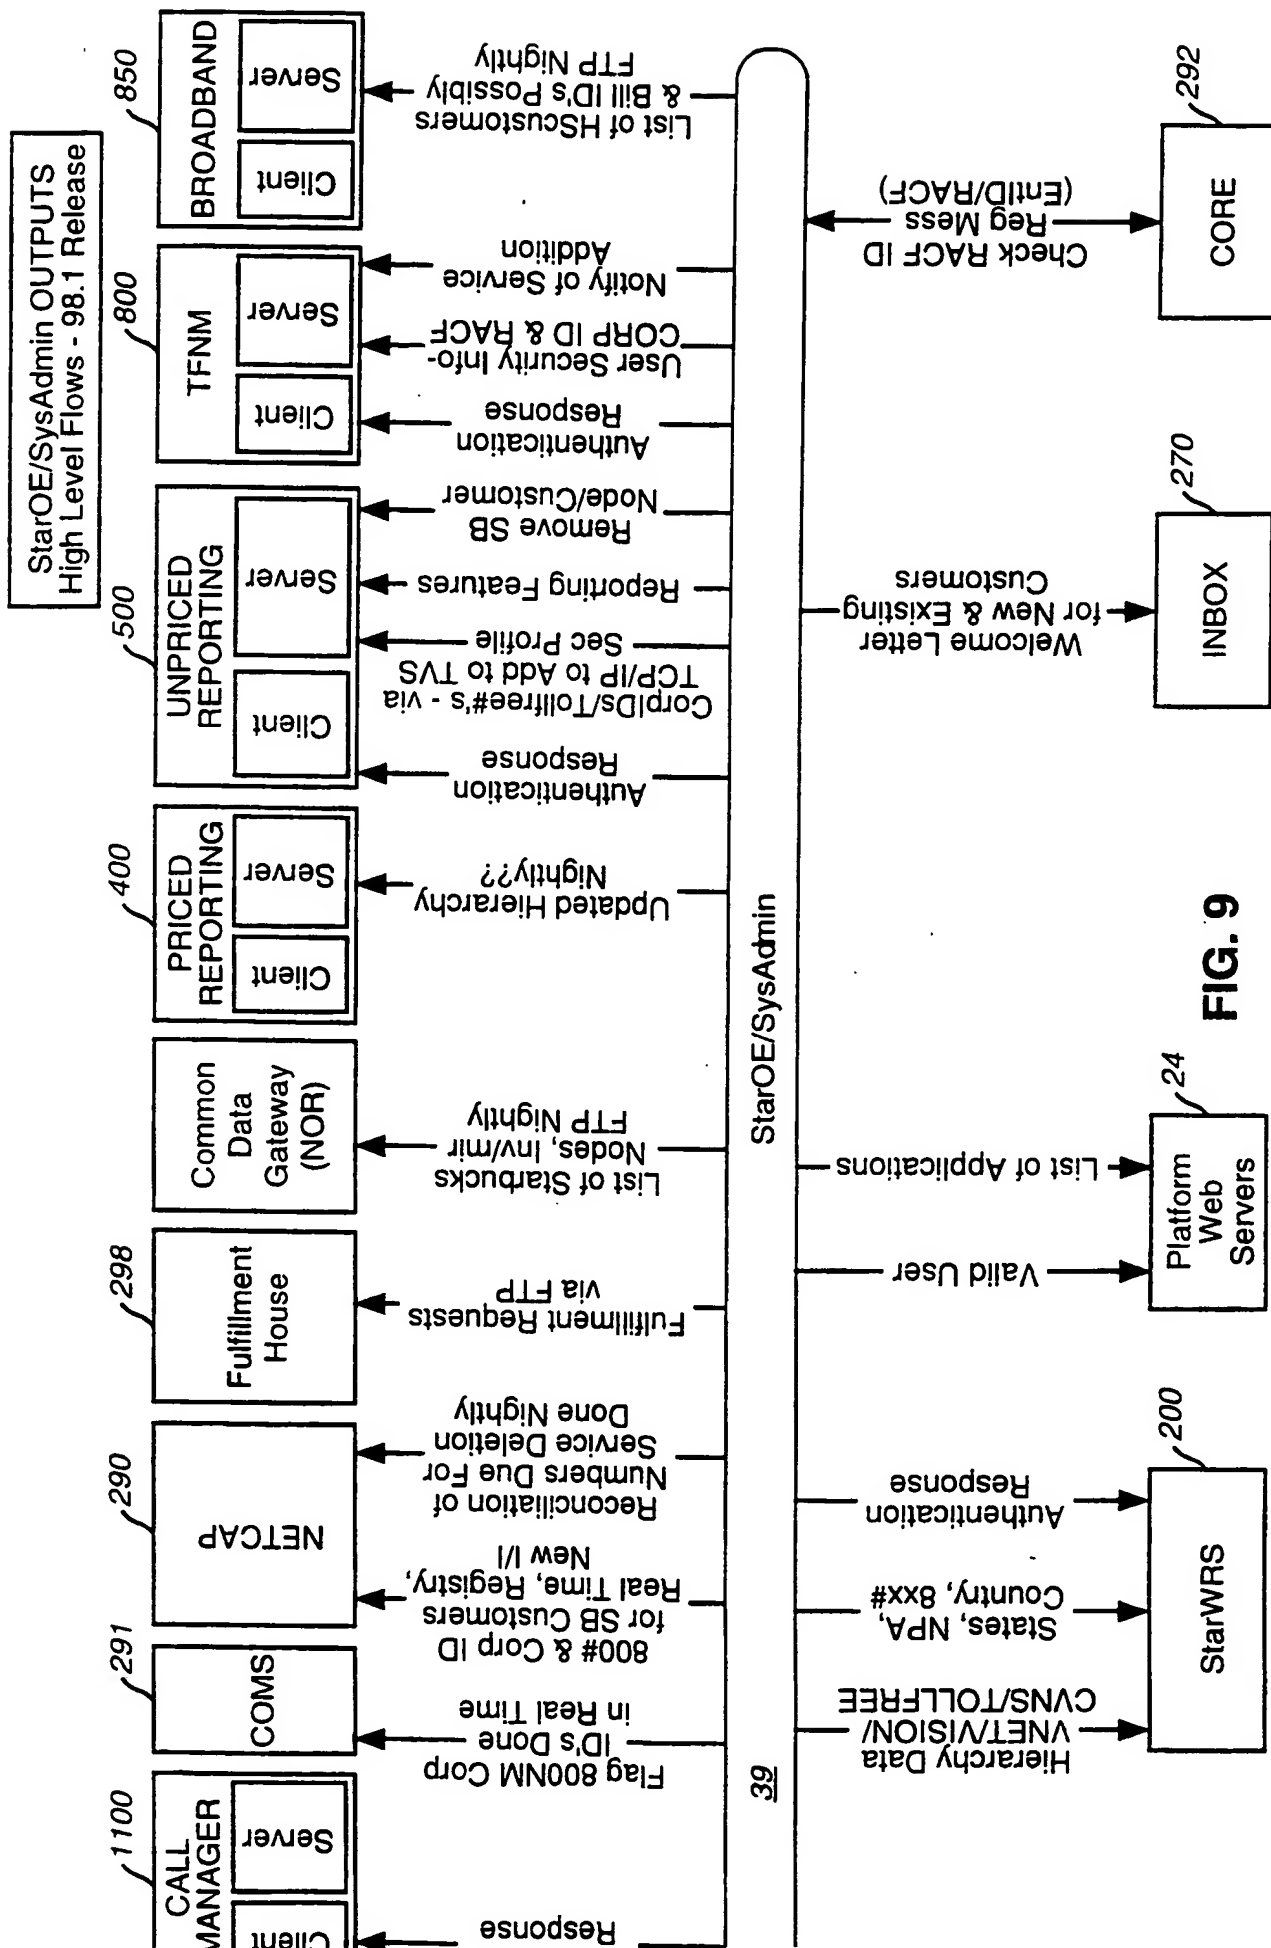 StarOE/SysAdmin OUTPUTS
High Level Flows - 98.1 Release
1100
CALL
MANAGER
Client
Server
291
COMS
290
NETCAP
298
Fulfillment
House
Common
Data
Gateway
(NOR)
400
PRICED
REPORTING
Client
Server
500
UNPRICED
REPORTING
Client
Server
800
TFNM
Client
Server
850
BROADBAND
Client
Server
Response
Flag 800NM Corp
ID's Done
in Real Time
800# & Corp ID
for SB Customers
Real Time, Registry,
New I/I
Reconciliation of
Numbers Due For
Service Deletion
Done Nightly
Fulfillment Requests
via FTP
List of Starbucks
Nodes, Inv/mir
FTP Nightly
Updated Hierarchy
Nightly??
Authentication
Response
CorpIDs/Tollfree#'s - via
TCP/IP to Add to TVS
Sec Profile
Reporting Features
Remove SB
Node/Customer
Authentication
Response
User Security Info-
CORP ID & RACF
Notify of Service
Addition
List of HScustomers
& Bill ID's Possibly
FTP Nightly
39
StarOE/SysAdmin
Hierarchy Data
VNET/VISION/
CVNS/TOLLFREE
States, NPA,
Country, 8xx#
Authentication
Response
Valid User
List of Applications
Welcome Letter
for New & Existing
Customers
Check RACF ID
Reg Mess
(EntID/RACF)
200
StarWRS
24
Platform
Web
Servers
270
INBOX
292
CORE
FIG. 9